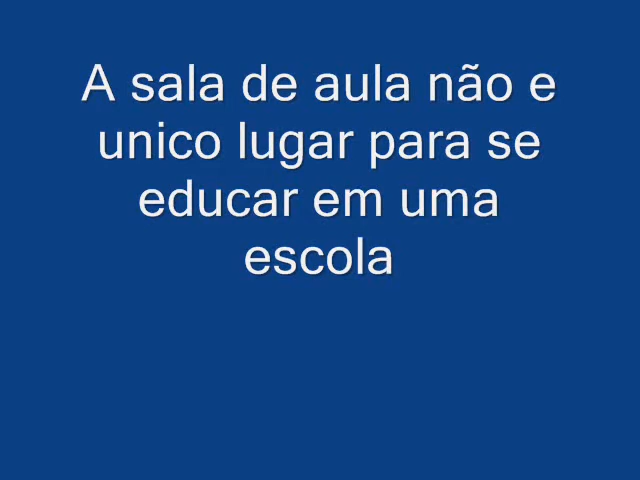 A sala de aula não e
unico lugar para se
educar em uma
escola